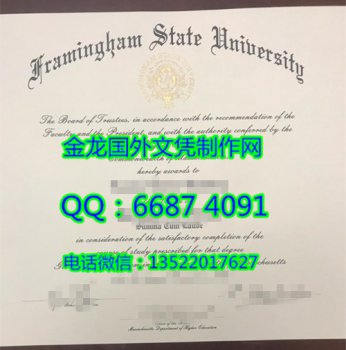 Framingham State University
The Board of Trustees, in accordance with the recommendation of the
Faculty and the President, and with the authority conferred by the
金龙国外文凭制作网
Commonwealth of
hereby awards to
QQ：6687 4091
Summa Cum Laude
in consideration of the satisfactory completion of the
of study prescribed for that degree
电话微信：13522017627
Massachusetts Department of Higher Education